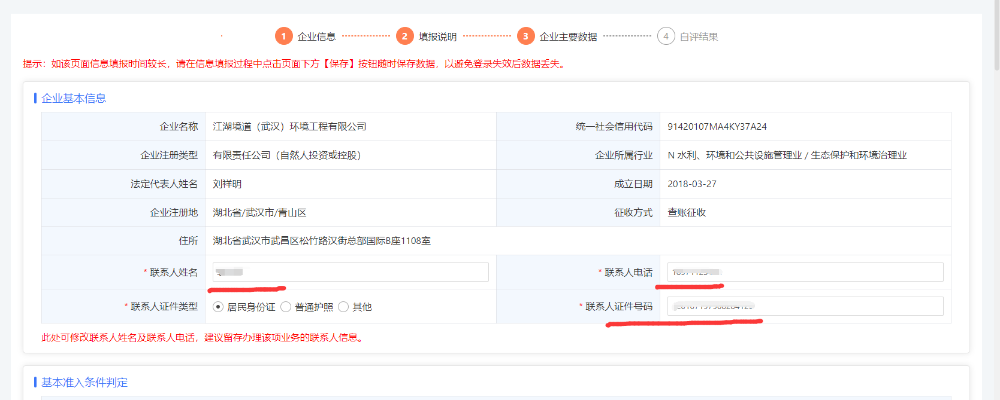 1 企业信息 2 填报说明 3 企业主要数据 4 自评结果
提示：如该页面信息填报时间较长，请在信息填报过程中点击页面下方【保存】按钮随时保存数据，以避免登录失效后数据丢失。
企业基本信息
企业名称 江湖境道（武汉）环境工程有限公司 统一社会信用代码 91420107MA4KY37A24
企业注册类型 有限责任公司（自然人投资或控股） 企业所属行业 N 水利、环境和公共设施管理业 / 生态保护和环境治理业
法定代表人姓名 刘祥明 成立日期 2018-03-27
企业注册地 湖北省/武汉市/青山区 征收方式 查账征收
住所 湖北省武汉市武昌区松竹路汉街总部国际B座1108室
* 联系人姓名 * 联系人电话
* 联系人证件类型 居民身份证 普通护照 其他 * 联系人证件号码
此处可修改联系人姓名及联系人电话，建议留存办理该项业务的联系人信息。
基本准入条件判定